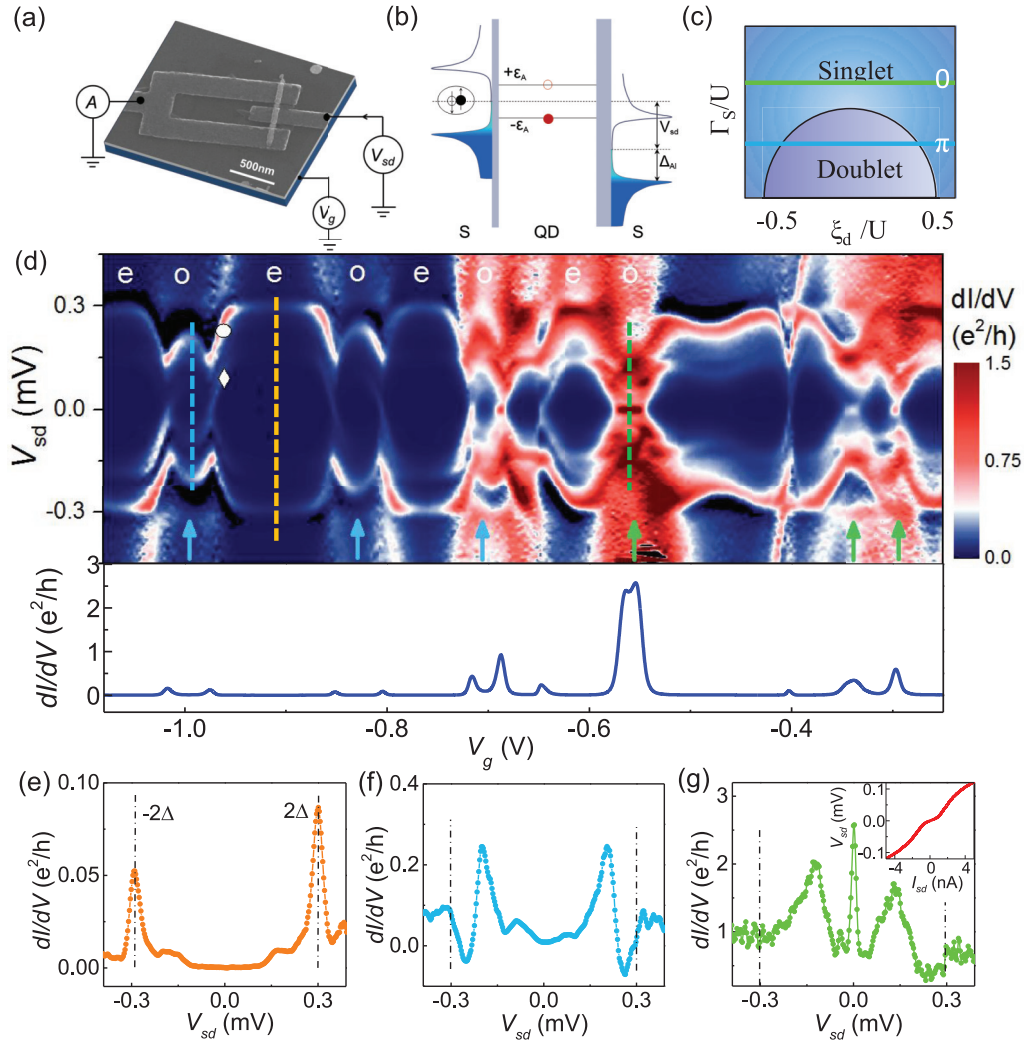 (a)
A
500nm
V_sd
V_g
(b)
+ε_A
-ε_A
V_sd
Δ_Al
S QD S
(c)
Γ_S/U
Singlet 0
π
Doublet
-0.5 0.5
ξ_d /U
(d)
e o e o e o e o
V_sd (mV)
0.3
0.0
-0.3
dI/dV
(e²/h)
1.5
0.75
0.0
dI/dV (e²/h)
3
2
1
0
-1.0 -0.8 -0.6 -0.4
V_g (V)
(e)
dI/dV (e²/h)
0.10
0.05
0.00
-2Δ 2Δ
-0.3 0.0 0.3
V_sd (mV)
(f)
dI/dV (e²/h)
0.4
0.2
0.0
-0.3 0.0 0.3
V_sd (mV)
(g)
dI/dV (e²/h)
3
2
1
V_sd (mV)
0.1
0.0
-0.1
-4 0 4
I_sd (nA)
-0.3 0.0 0.3
V_sd (mV)